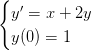 y′ = x + 2y
y(0) = 1